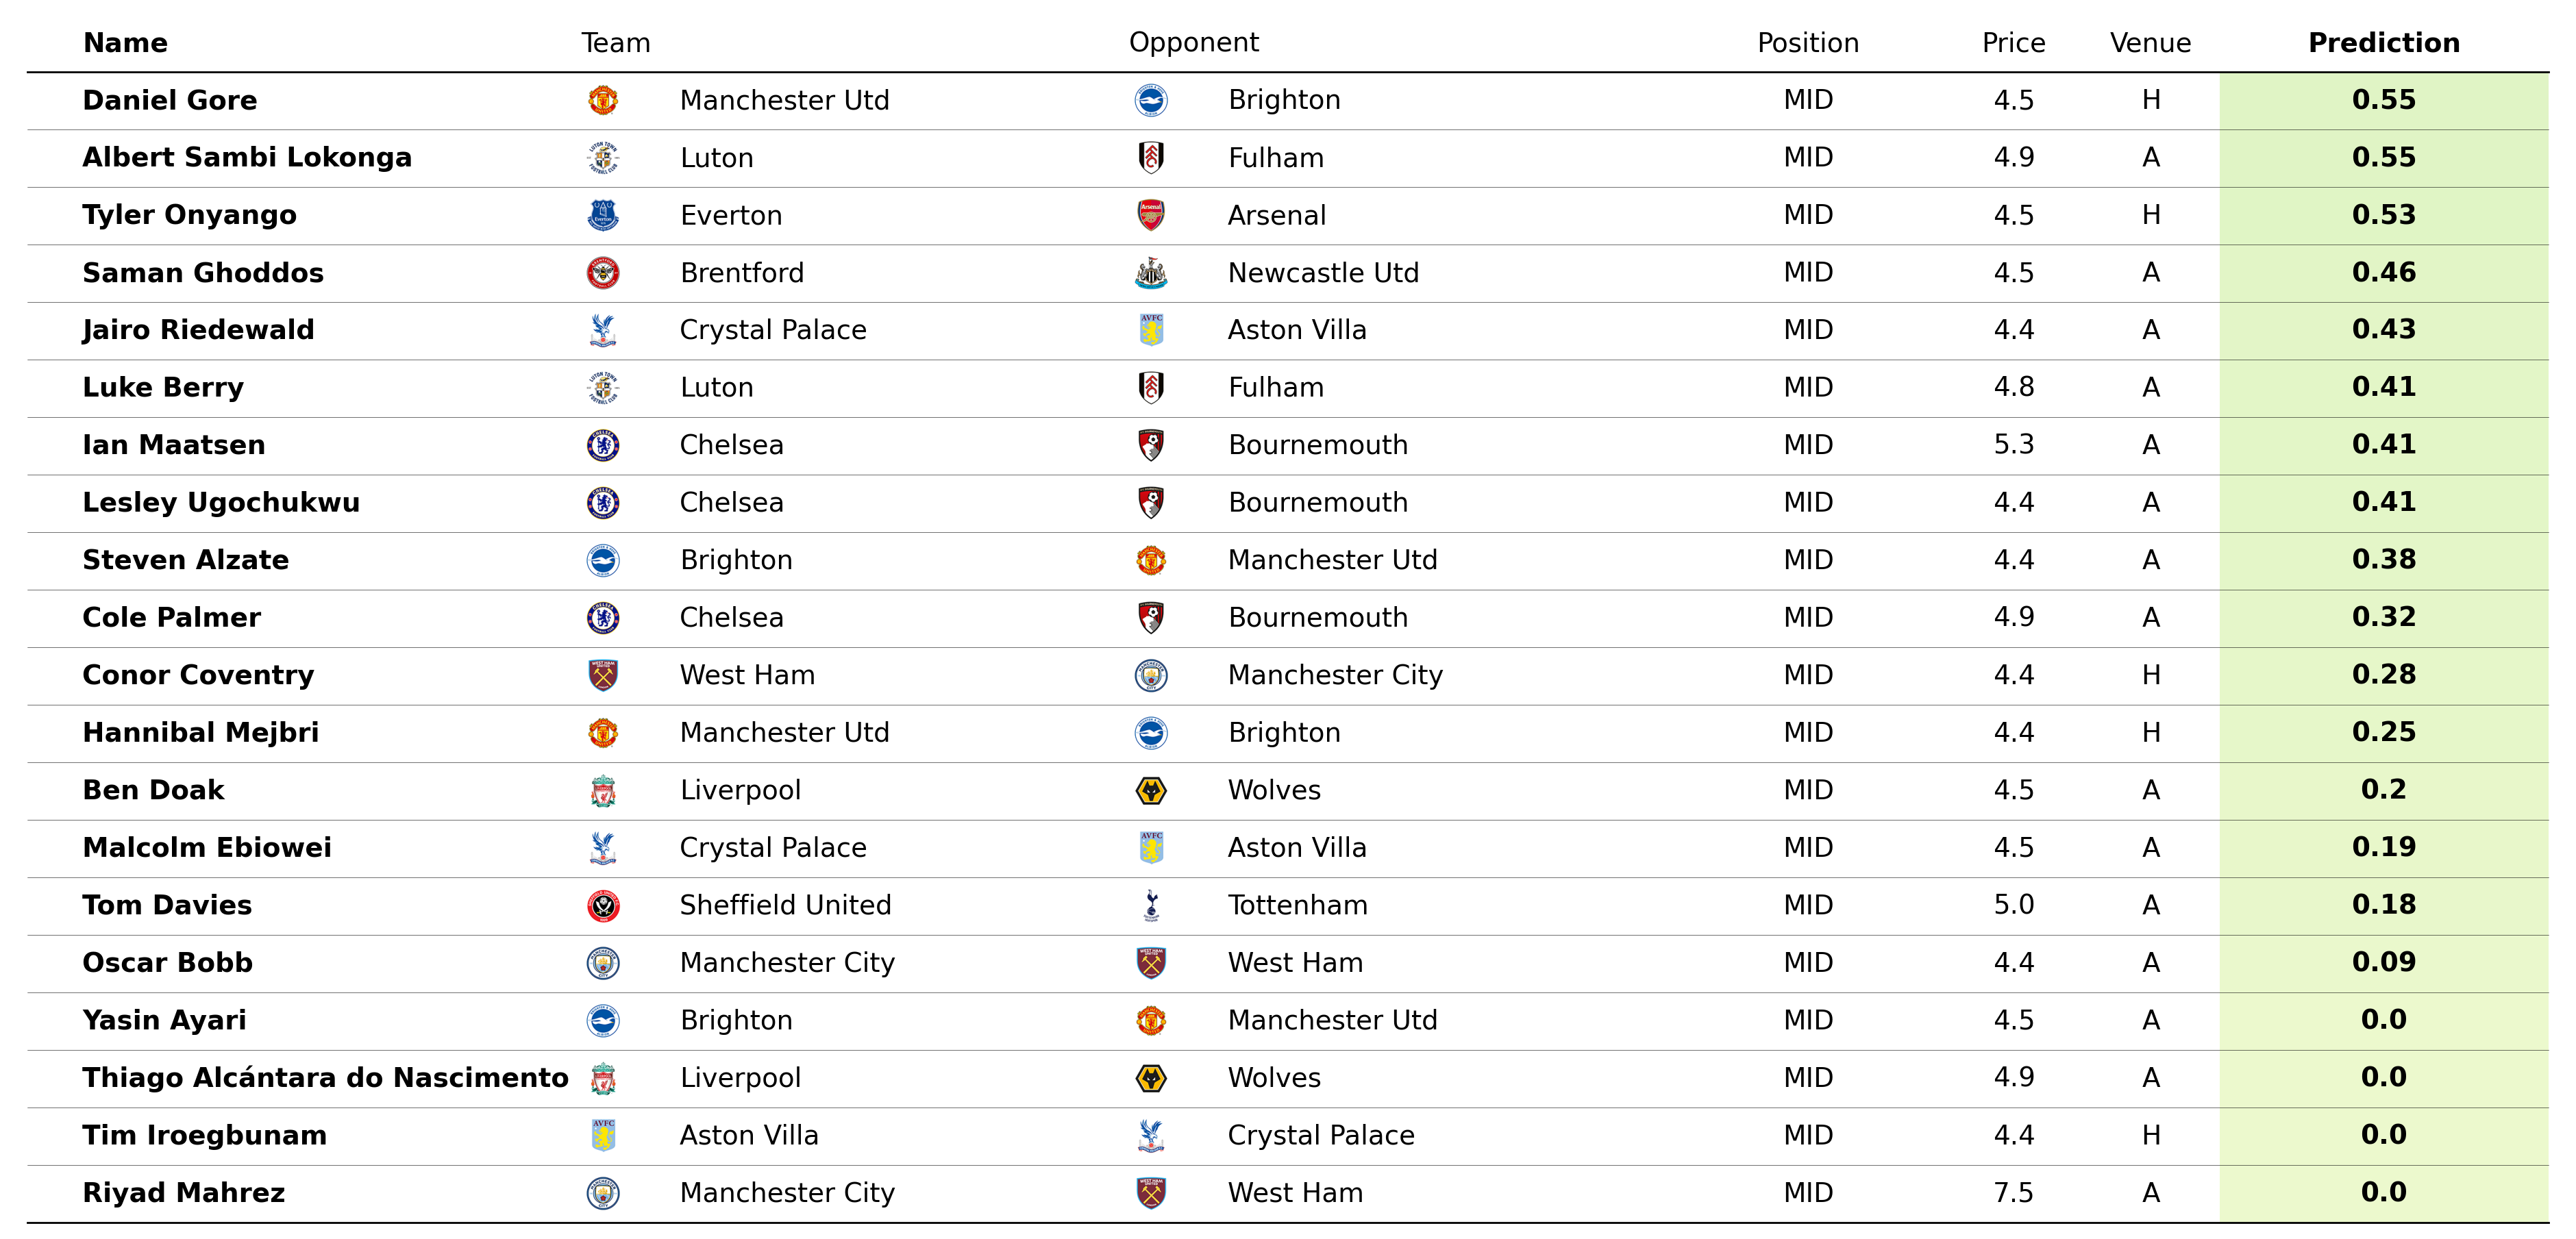 Name Team Opponent Position Price Venue Prediction
Daniel Gore Manchester Utd Brighton MID 4.5 H 0.55
Albert Sambi Lokonga Luton Fulham MID 4.9 A 0.55
Tyler Onyango Everton Arsenal MID 4.5 H 0.53
Saman Ghoddos Brentford Newcastle Utd MID 4.5 A 0.46
Jairo Riedewald Crystal Palace Aston Villa MID 4.4 A 0.43
Luke Berry Luton Fulham MID 4.8 A 0.41
Ian Maatsen Chelsea Bournemouth MID 5.3 A 0.41
Lesley Ugochukwu Chelsea Bournemouth MID 4.4 A 0.41
Steven Alzate Brighton Manchester Utd MID 4.4 A 0.38
Cole Palmer Chelsea Bournemouth MID 4.9 A 0.32
Conor Coventry West Ham Manchester City MID 4.4 H 0.28
Hannibal Mejbri Manchester Utd Brighton MID 4.4 H 0.25
Ben Doak Liverpool Wolves MID 4.5 A 0.2
Malcolm Ebiowei Crystal Palace Aston Villa MID 4.5 A 0.19
Tom Davies Sheffield United Tottenham MID 5.0 A 0.18
Oscar Bobb Manchester City West Ham MID 4.4 A 0.09
Yasin Ayari Brighton Manchester Utd MID 4.5 A 0.0
Thiago Alcántara do Nascimento Liverpool Wolves MID 4.9 A 0.0
Tim Iroegbunam Aston Villa Crystal Palace MID 4.4 H 0.0
Riyad Mahrez Manchester City West Ham MID 7.5 A 0.0